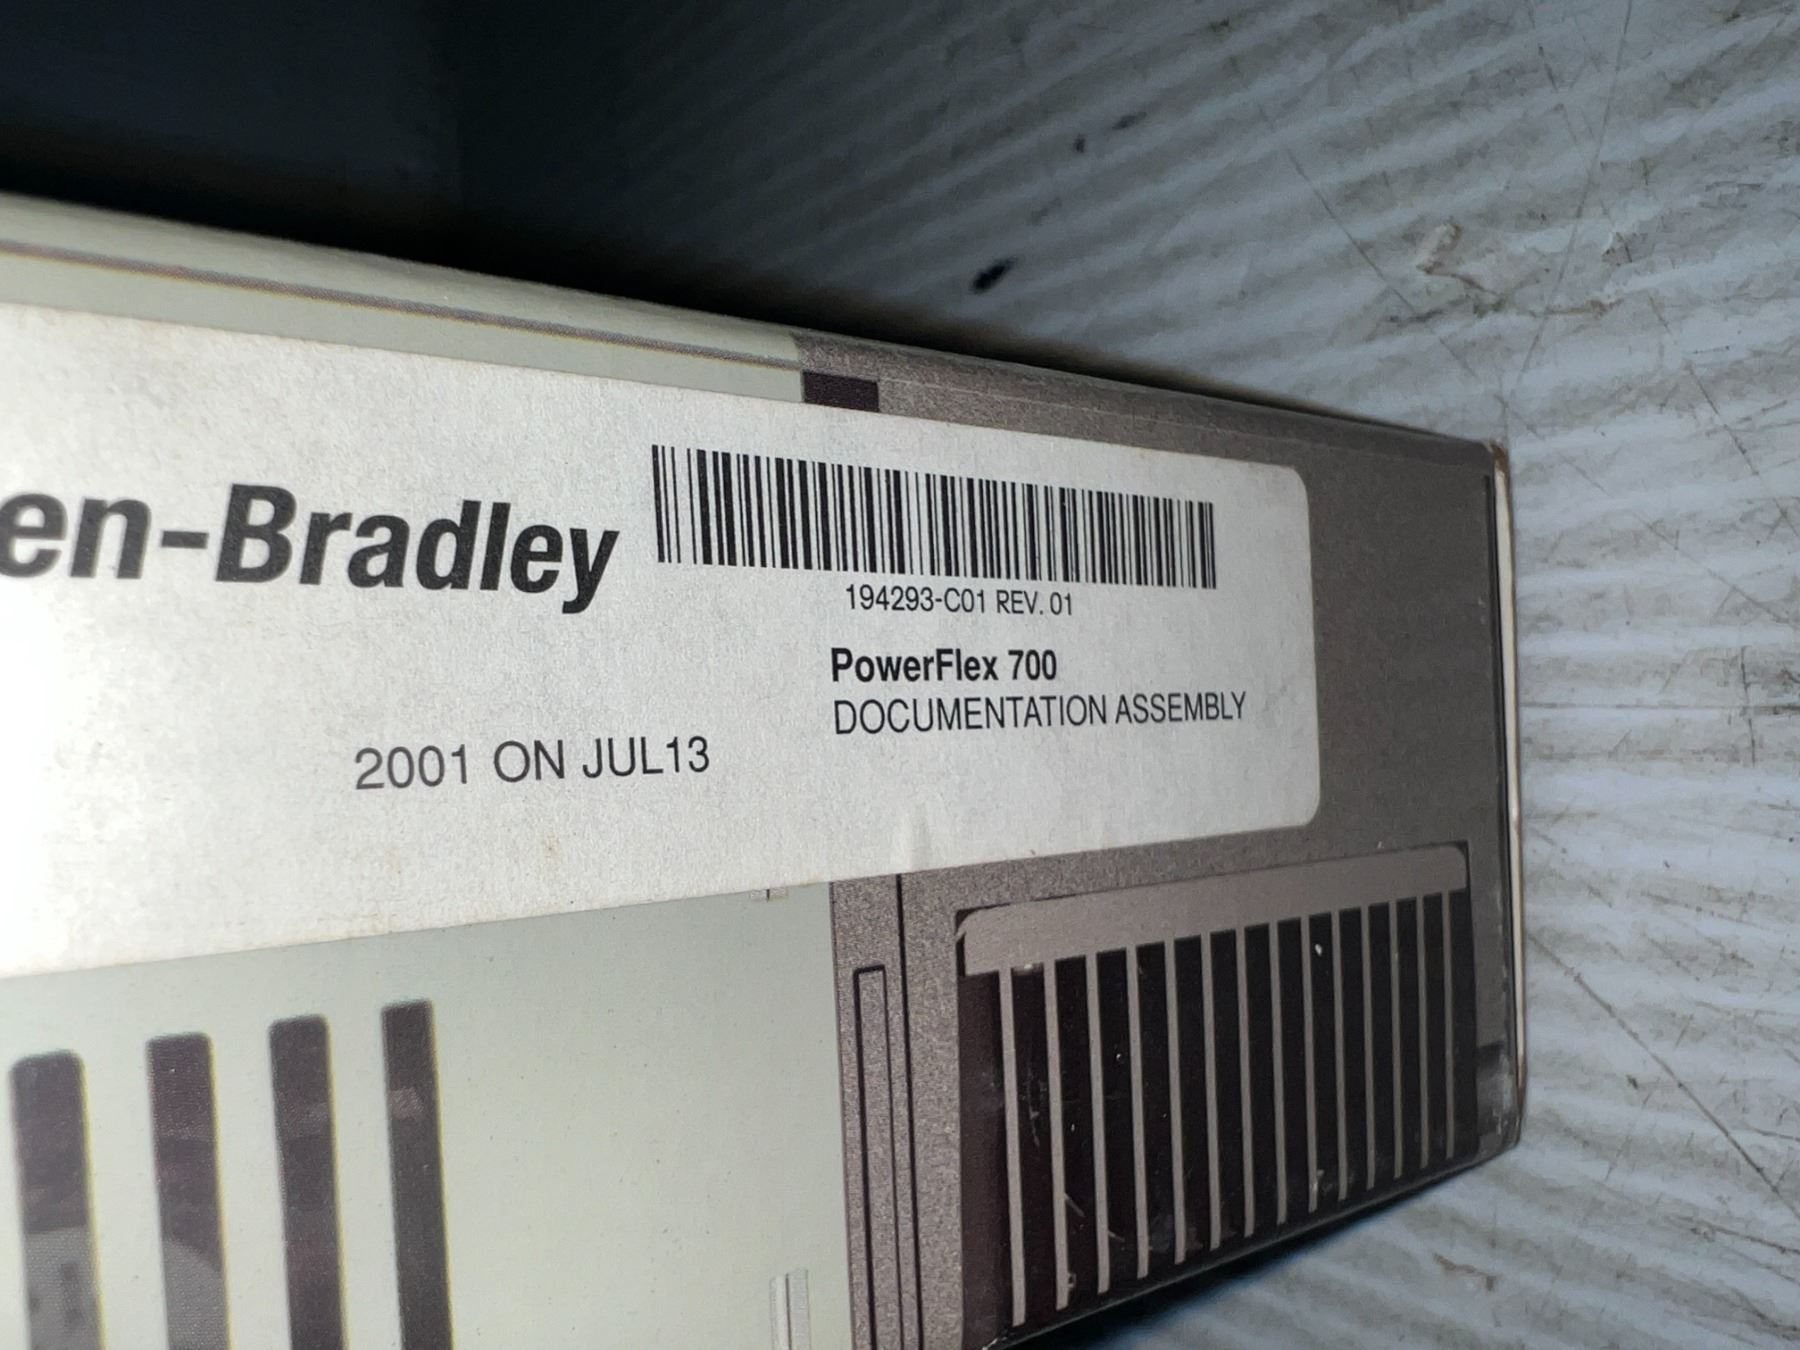 en-Bradley
194293-C01 REV. 01
PowerFlex 700
DOCUMENTATION ASSEMBLY
2001 ON JUL13